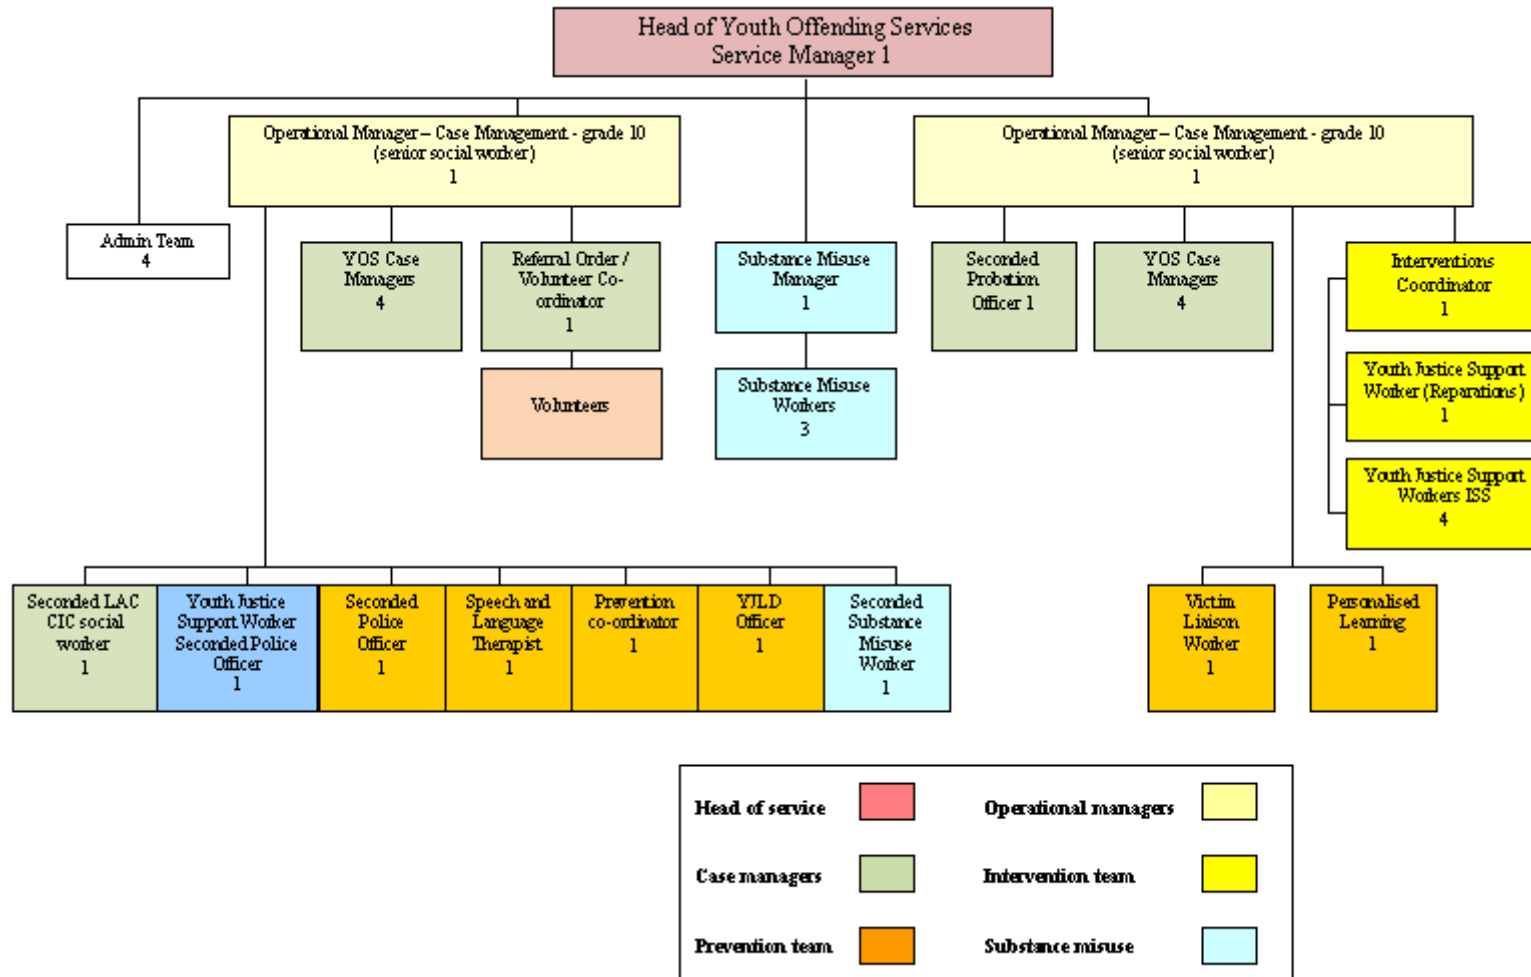 Head of Youth Offending Services
Service Manager 1
Operational Manager – Case Management - grade 10
(senior social worker)
1
Operational Manager – Case Management - grade 10
(senior social worker)
1
Admin Team
4
YOS Case
Managers
4
Referral Order /
Volunteer Co-
ordinator
1
Substance Misuse
Manager
1
Seconded
Probation
Officer 1
YOS Case
Managers
4
Interventions
Coordinator
1
Volunteers
Substance Misuse
Workers
3
Youth Justice Support
Worker (Reparations)
1
Youth Justice Support
Workers ISS
4
Seconded LAC
CIC social
worker
1
Youth Justice
Support Worker
Seconded Police
Officer
1
Seconded
Police
Officer
1
Speech and
Language
Therapist
1
Prevention
co-ordinator
1
YJLD
Officer
1
Seconded
Substance
Misuse
Worker
1
Victim
Liaison
Worker
1
Personalised
Learning
1
Head of service
Operational managers
Case managers
Intervention team
Prevention team
Substance misuse